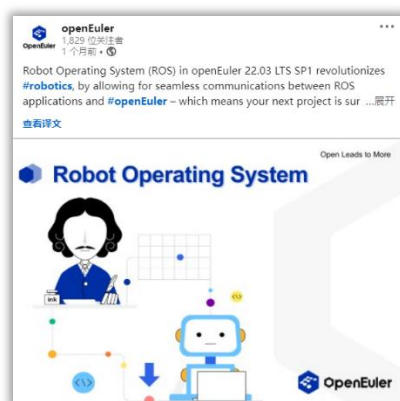 openEuler
1,829 位关注者
1 个月前 •
Robot Operating System (ROS) in openEuler 22.03 LTS SP1 revolutionizes
#robotics, by allowing for seamless communications between ROS
applications and #openEuler – which means your next project is sur ...展开
查看译文
Open Leads to More
Robot Operating System
ink
</>
</>
OpenEuler
openEuler